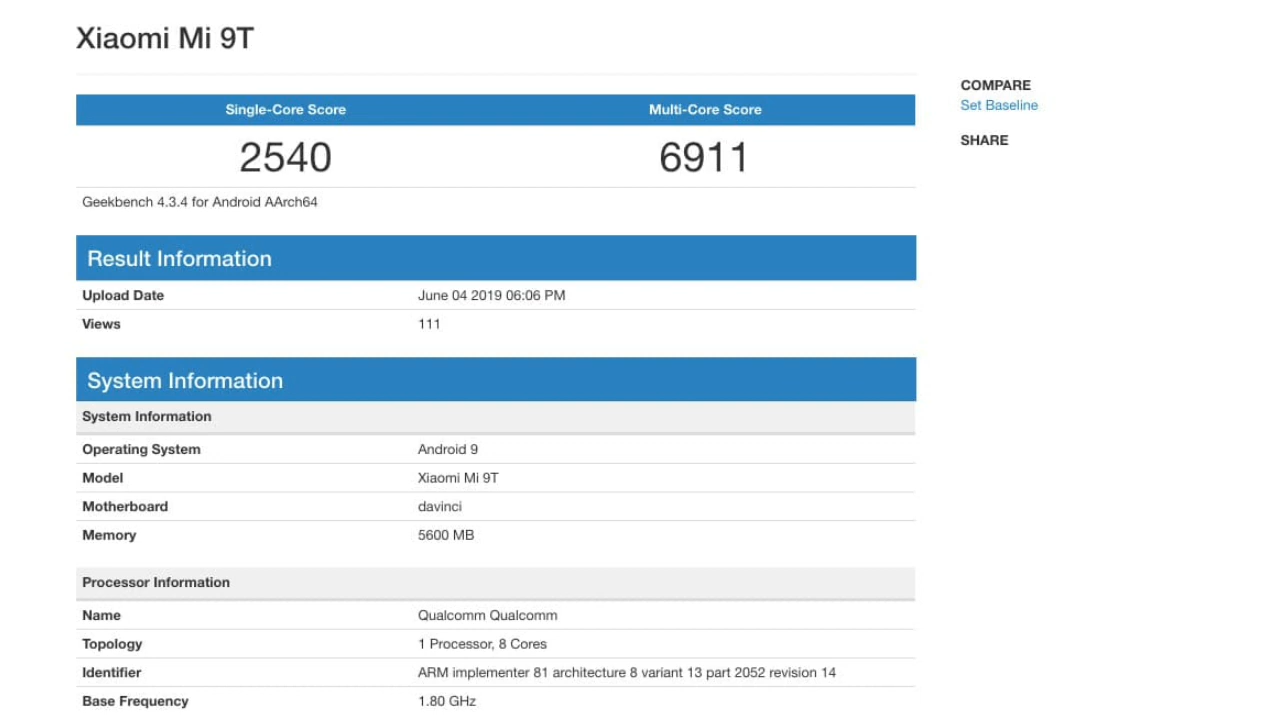 Xiaomi Mi 9T
COMPARE
Set Baseline
SHARE
Single-Core Score Multi-Core Score
2540 6911
Geekbench 4.3.4 for Android AArch64
Result Information
Upload Date June 04 2019 06:06 PM
Views 111
System Information
System Information
Operating System Android 9
Model Xiaomi Mi 9T
Motherboard davinci
Memory 5600 MB
Processor Information
Name Qualcomm Qualcomm
Topology 1 Processor, 8 Cores
Identifier ARM implementer 81 architecture 8 variant 13 part 2052 revision 14
Base Frequency 1.80 GHz